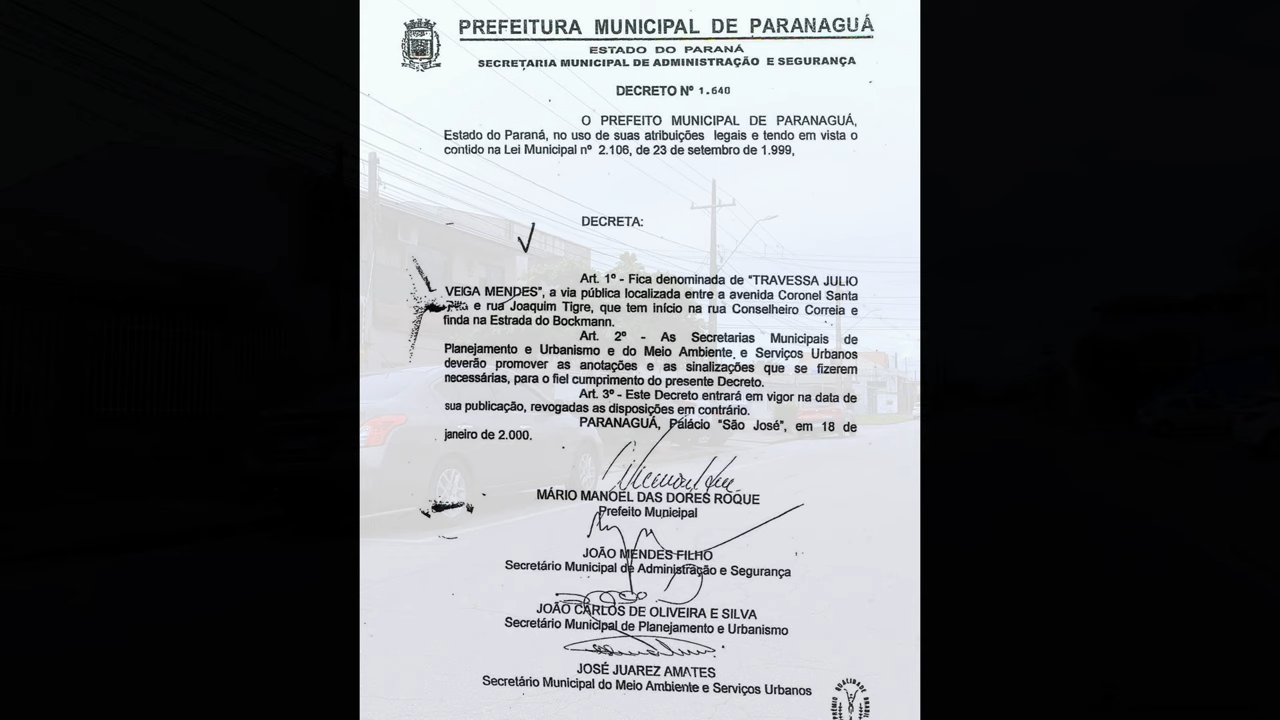 PREFEITURA MUNICIPAL DE PARANAGUÁ
ESTADO DO PARANÁ
SECRETARIA MUNICIPAL DE ADMINISTRAÇÃO E SEGURANÇA
DECRETO Nº 1.640
O PREFEITO MUNICIPAL DE PARANAGUÁ,
Estado do Paraná, no uso de suas atribuições legais e tendo em vista o
contido na Lei Municipal nº 2.106, de 23 de setembro de 1.999,
DECRETA:
Art. 1º - Fica denominada de "TRAVESSA JULIO
VEIGA MENDES", a via pública localizada entre a avenida Coronel Santa
e rua Joaquim Tigre, que tem início na rua Conselheiro Correia e
finda na Estrada do Bockmann.
Art. 2º - As Secretarias Municipais de
Planejamento e Urbanismo e do Meio Ambiente e Serviços Urbanos
deverão promover as anotações e as sinalizações que se fizerem
necessárias, para o fiel cumprimento do presente Decreto.
Art. 3º - Este Decreto entrará em vigor na data de
sua publicação, revogadas as disposições em contrário.
PARANAGUÁ, Palácio "São José", em 18 de
janeiro de 2.000.
MÁRIO MANOEL DAS DORES ROQUE
Prefeito Municipal
JOÃO MENDES FILHO
Secretário Municipal de Administração e Segurança
JOÃO CARLOS DE OLIVEIRA E SILVA
Secretário Municipal de Planejamento e Urbanismo
JOSÉ JUAREZ AMATES
Secretário Municipal do Meio Ambiente e Serviços Urbanos
PRÊMIO QUALIDADE